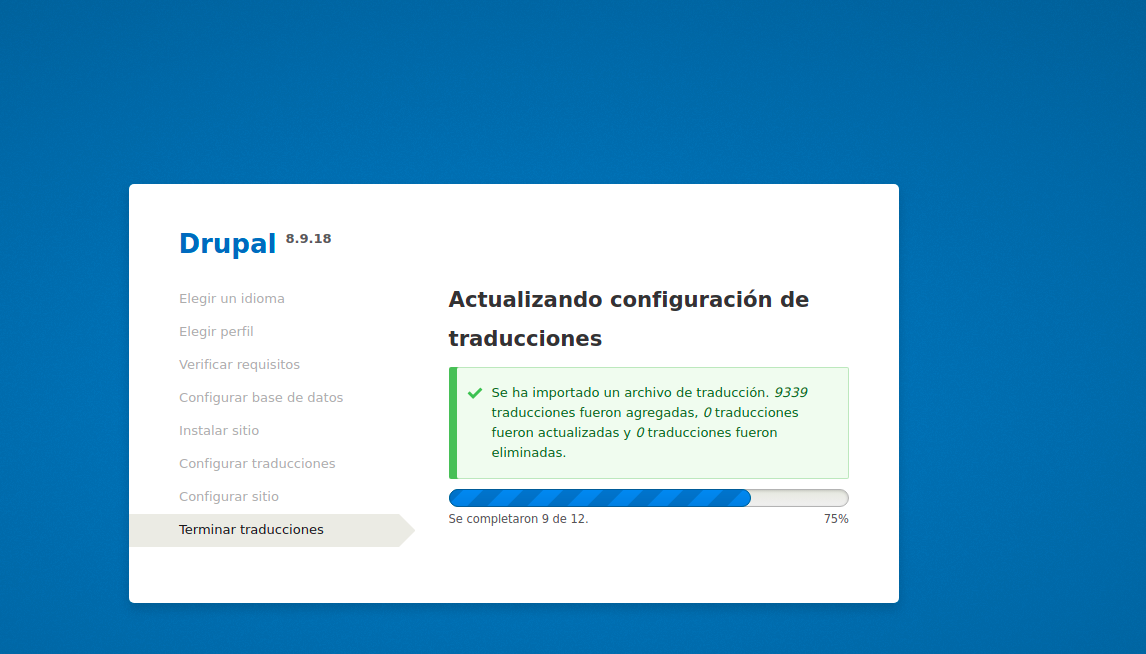 Drupal 8.9.18
Elegir un idioma
Elegir perfil
Verificar requisitos
Configurar base de datos
Instalar sitio
Configurar traducciones
Configurar sitio
Terminar traducciones
Actualizando configuración de
traducciones
Se ha importado un archivo de traducción. 9339
traducciones fueron agregadas, 0 traducciones
fueron actualizadas y 0 traducciones fueron
eliminadas.
Se completaron 9 de 12. 75%